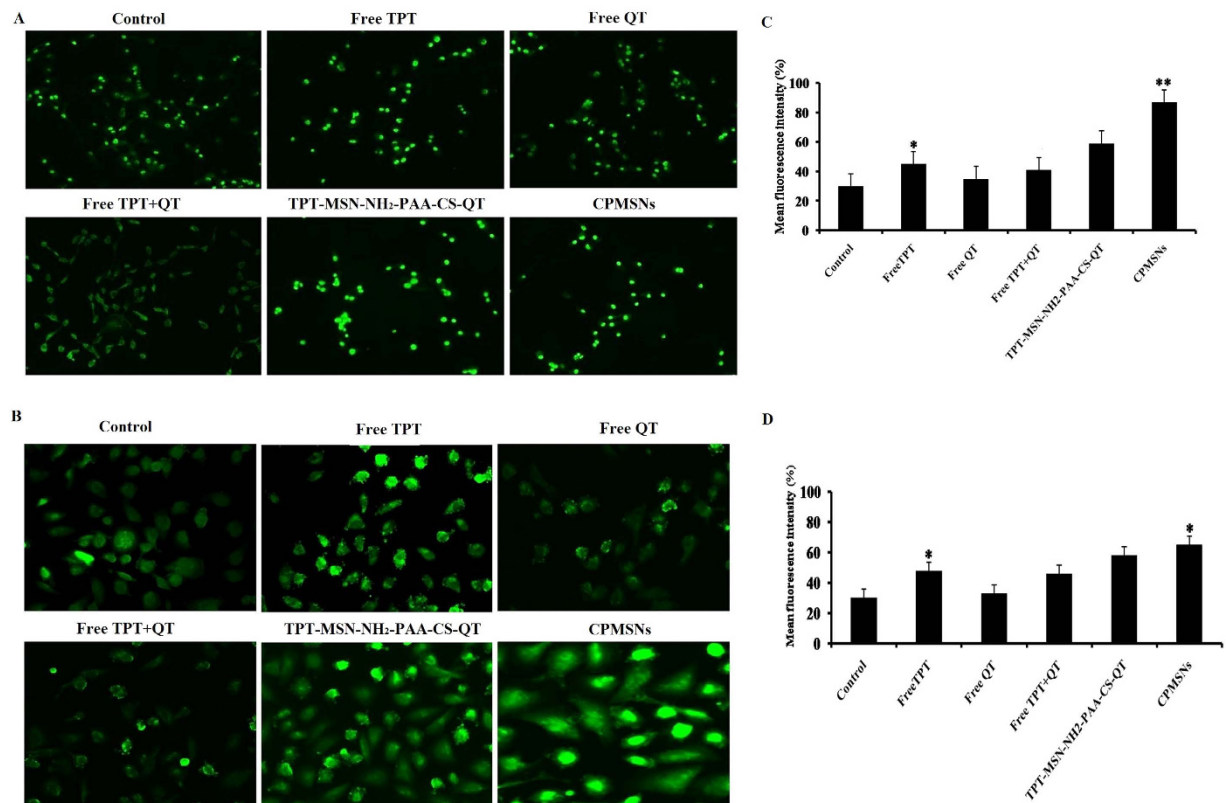 A
Control
Free TPT
Free QT
Free TPT+QT
TPT-MSN-NH₂-PAA-CS-QT
CPMSNs
C
Mean fluorescence intensity (%)
100
80
60
40
20
0
*
**
Control
FreeTPT
Free QT
Free TPT+QT
TPT-MSN-NH2-PAA-CS-QT
CPMSNs
B
Control
Free TPT
Free QT
Free TPT+QT
TPT-MSN-NH₂-PAA-CS-QT
CPMSNs
D
Mean fluorescence intensity (%)
100
80
60
40
20
0
*
*
Control
FreeTPT
Free QT
Free TPT+QT
TPT-MSN-NH2-PAA-CS-QT
CPMSNs